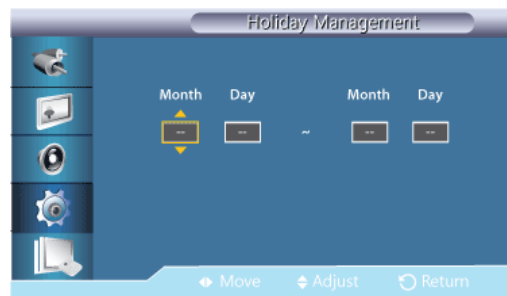 Holiday Management
Month Day Month Day
-- -- ~ -- --
Move Adjust Return